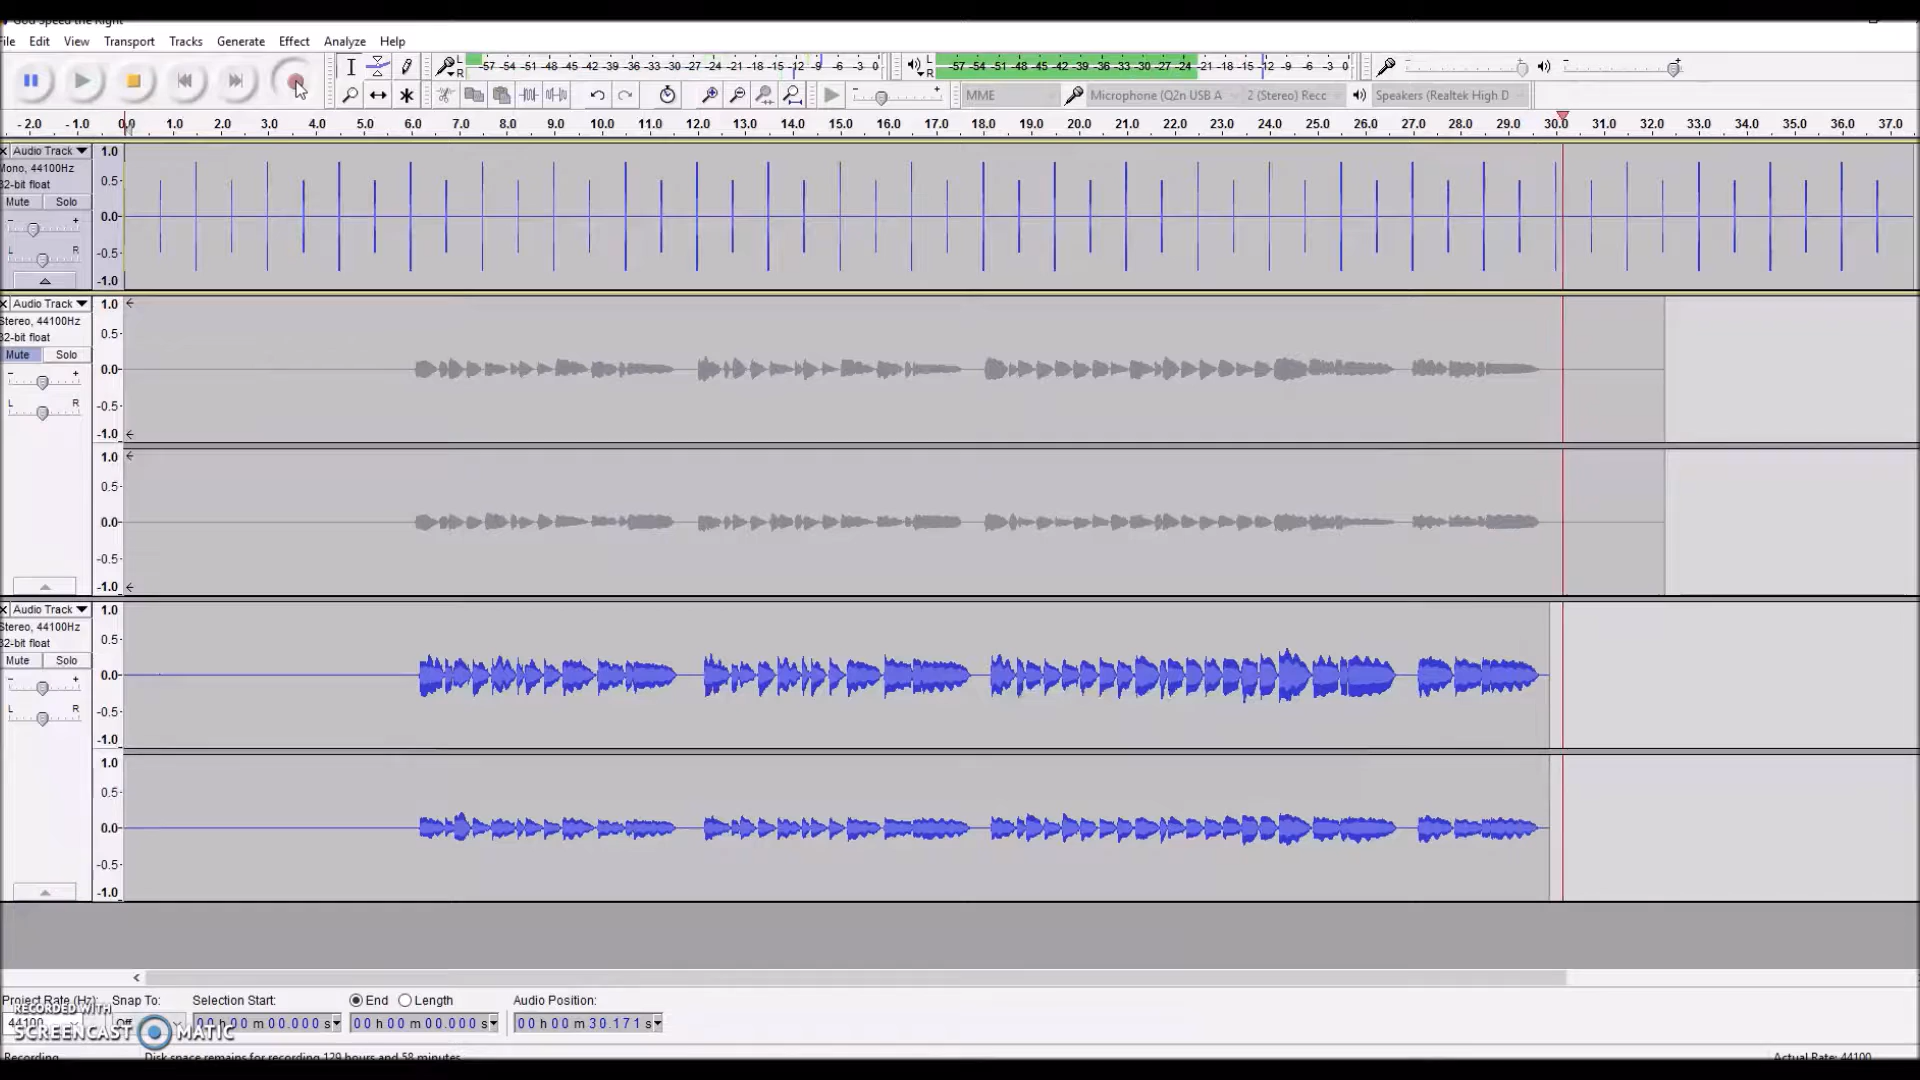 God Speed the Right
File Edit View Transport Tracks Generate Effect Analyze Help
L R -57 -54 -51 -48 -45 -42 -39 -36 -33 -30 -27 -24 -21 -18 -15 -12 -9 -6 -3 0
L R -57 -54 -51 -48 -45 -42 -39 -36 -33 -30 -27 -24 -21 -18 -15 -12 -9 -6 -3 0
MME Microphone (Q2n USB A 2 (Stereo) Recc Speakers (Realtek High D
- 2.0 -1.0 0.0 1.0 2.0 3.0 4.0 5.0 6.0 7.0 8.0 9.0 10.0 11.0 12.0 13.0 14.0 15.0 16.0 17.0 18.0 19.0 20.0 21.0 22.0 23.0 24.0 25.0 26.0 27.0 28.0 29.0 30.0 31.0 32.0 33.0 34.0 35.0 36.0 37.0
Audio Track 1.0
Mono, 44100Hz
32-bit float 0.5
Mute Solo
0.0
- +
L R -0.5
-1.0
Audio Track 1.0
Stereo, 44100Hz
32-bit float 0.5
Mute Solo
0.0
- +
L R -0.5
-1.0
1.0
0.5
0.0
-0.5
-1.0
Audio Track 1.0
Stereo, 44100Hz
32-bit float 0.5
Mute Solo
0.0
- +
L R -0.5
-1.0
1.0
0.5
0.0
-0.5
-1.0
Project Rate (Hz): Snap To: Selection Start: End Length Audio Position:
44100 Off 00 h 00 m 00.000 s 00 h 00 m 00.000 s 00 h 00 m 30.171 s
RECORDED WITH
SCREENCAST MATIC
Recording Disk space remains for recording 129 hours and 58 minutes Actual Rate: 44100